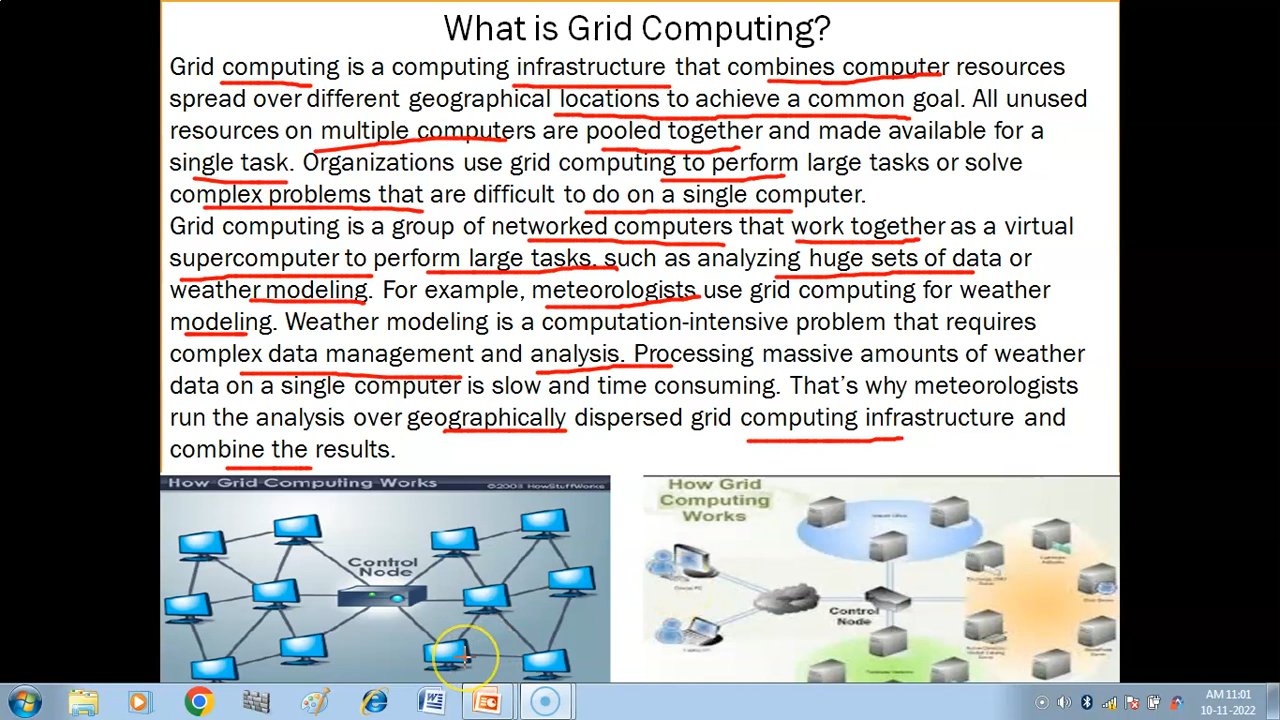 What is Grid Computing?
Grid computing is a computing infrastructure that combines computer resources
spread over different geographical locations to achieve a common goal. All unused
resources on multiple computers are pooled together and made available for a
single task. Organizations use grid computing to perform large tasks or solve
complex problems that are difficult to do on a single computer.
Grid computing is a group of networked computers that work together as a virtual
supercomputer to perform large tasks, such as analyzing huge sets of data or
weather modeling. For example, meteorologists use grid computing for weather
modeling. Weather modeling is a computation-intensive problem that requires
complex data management and analysis. Processing massive amounts of weather
data on a single computer is slow and time consuming. That’s why meteorologists
run the analysis over geographically dispersed grid computing infrastructure and
combine the results.
How Grid Computing Works
©2003 HowStuffWorks
Control
Node
How Grid
Computing
Works
Control
Node
AM 11:01
10-11-2022